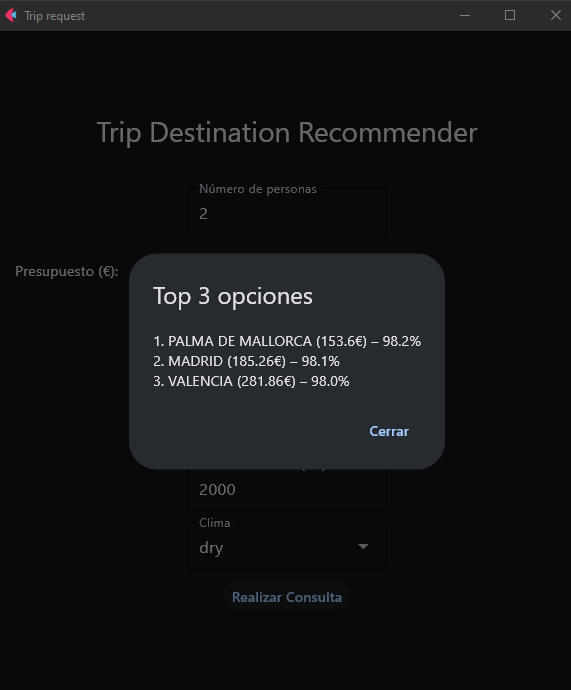 Trip request
Trip Destination Recommender
Número de personas
2
Presupuesto (€):
Top 3 opciones
1. PALMA DE MALLORCA (153.6€) – 98.2%
2. MADRID (185.26€) – 98.1%
3. VALENCIA (281.86€) – 98.0%
Cerrar
2000
Clima
dry
Realizar Consulta